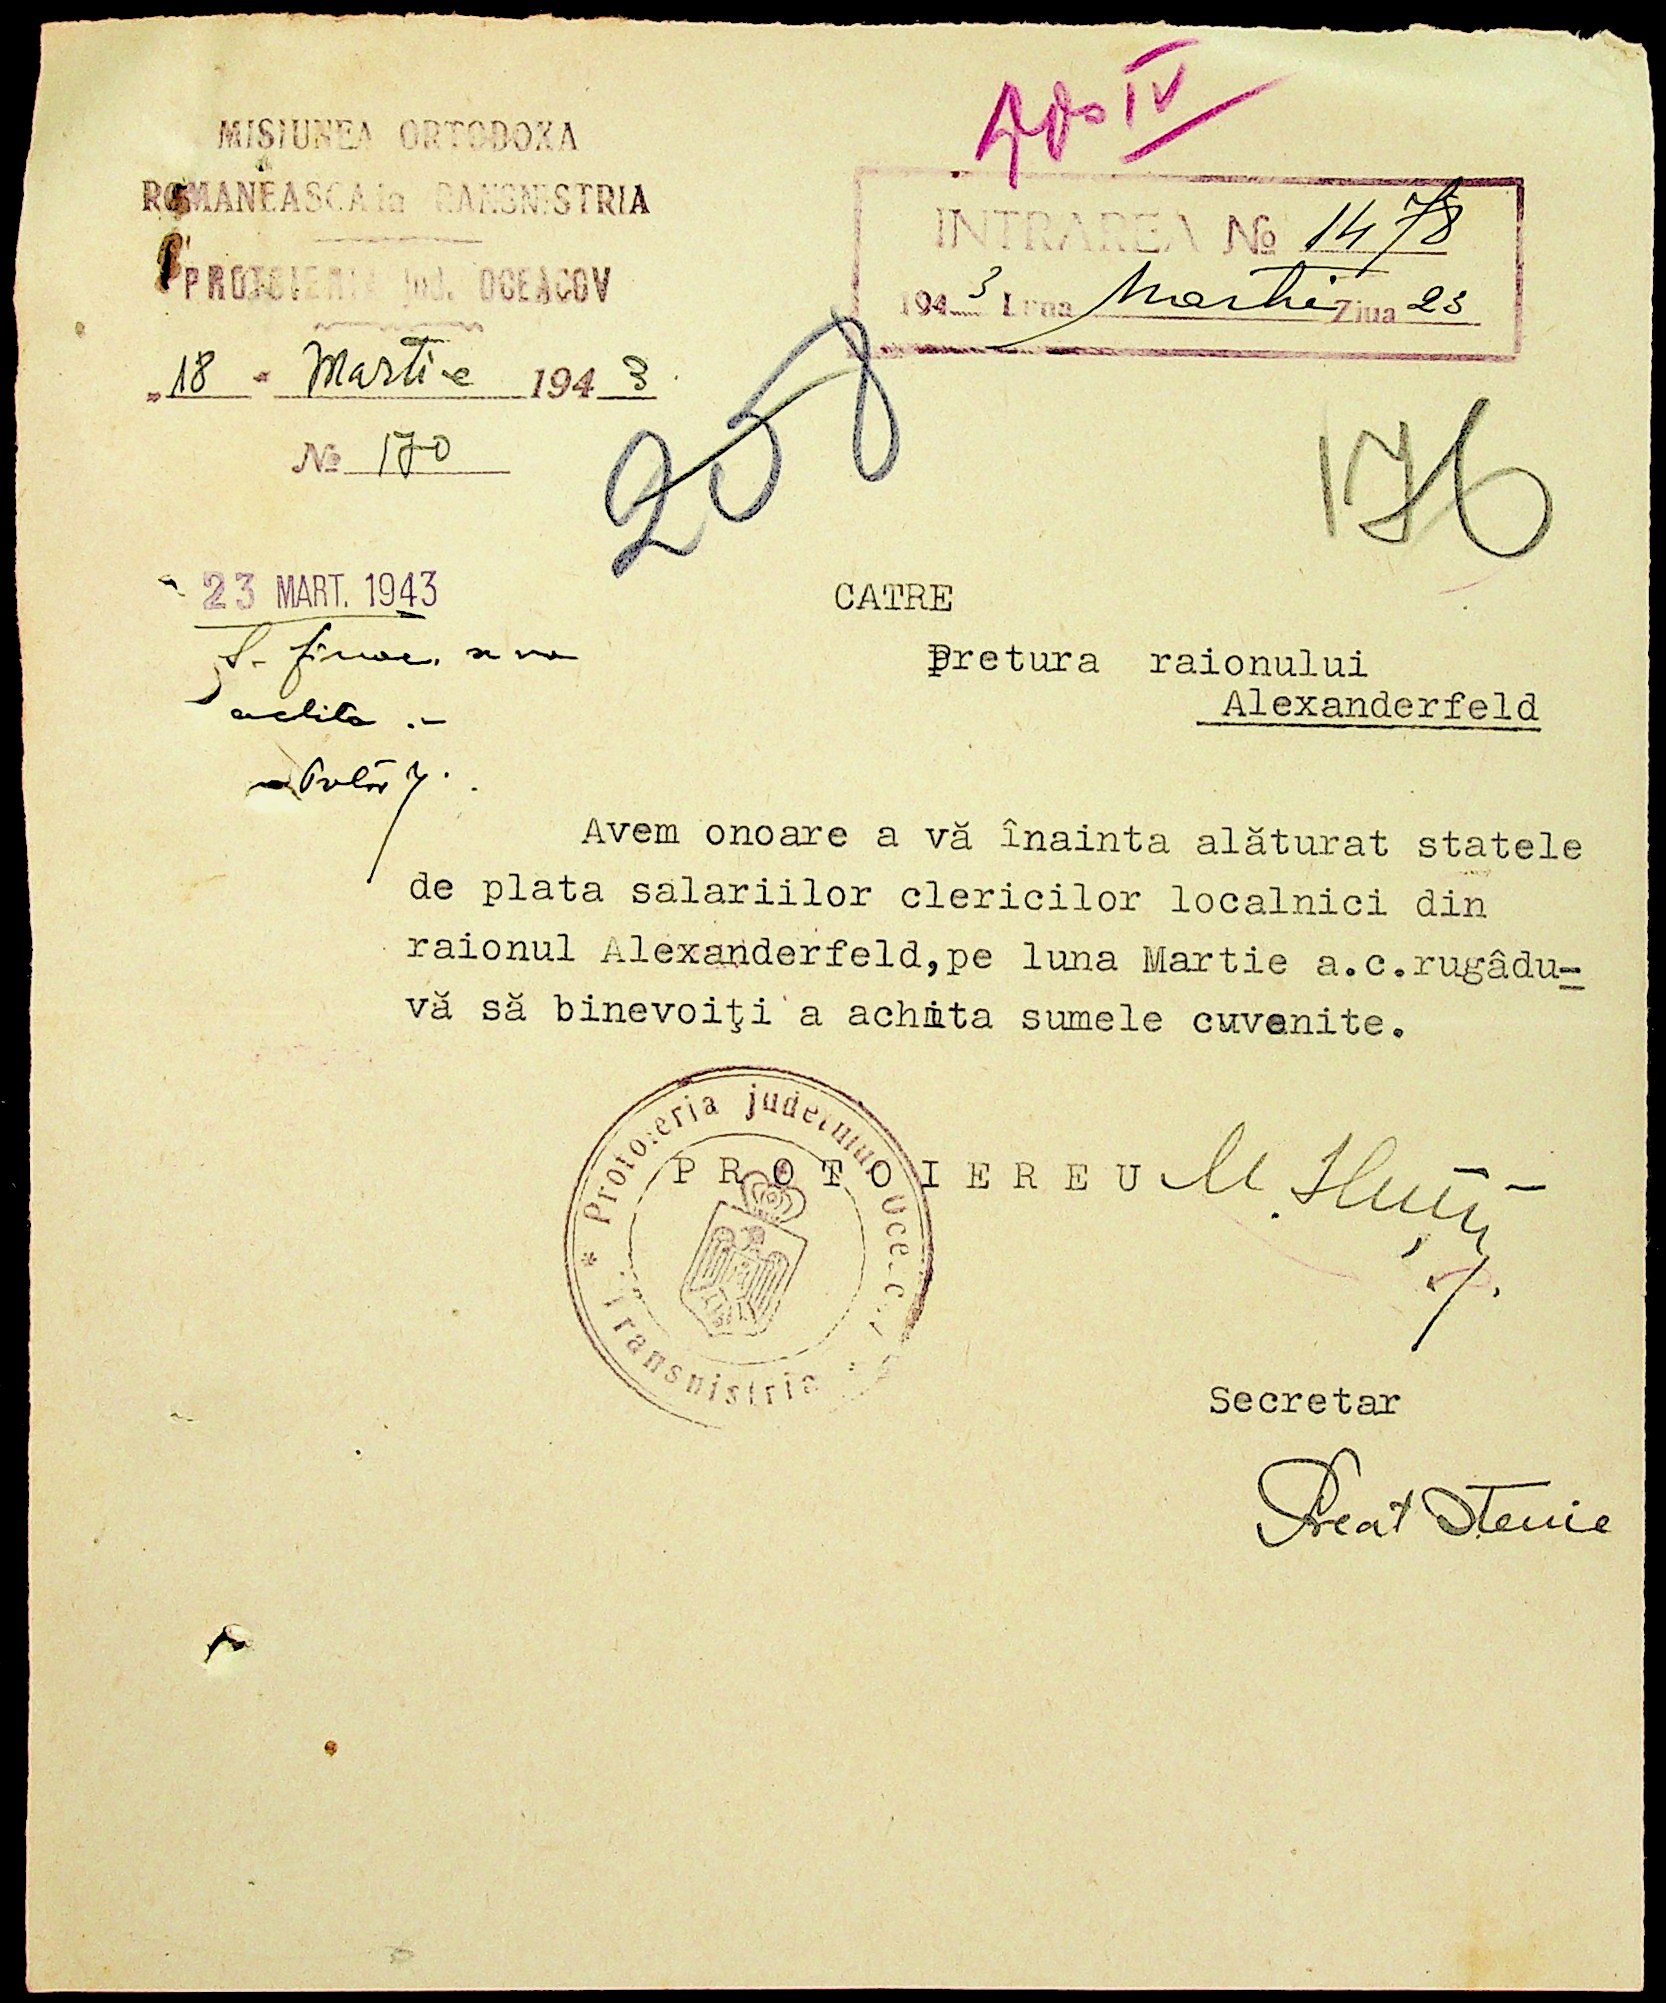 MISIUNEA ORTODOXA
ROMANEASCA in TRANSNISTRIA
PROTOIERIA jud. OCEACOV
„18 " Martie 1943
№ 170
IV
INTRAREA № 1478
1943 Luna Martie Ziua 23
258
176
23 MART. 1943
achita .-
CATRE
Pretura raionului
Alexanderfeld
Avem onoare a vă înainta alăturat statele
de plata salariilor clericilor localnici din
raionul Alexanderfeld,pe luna Martie a.c.rugându-
vă să binevoiţi a achita sumele cuvenite.
PROTOIEREU M.
* Protoieria judetului Oceacov * Transnistria
Secretar